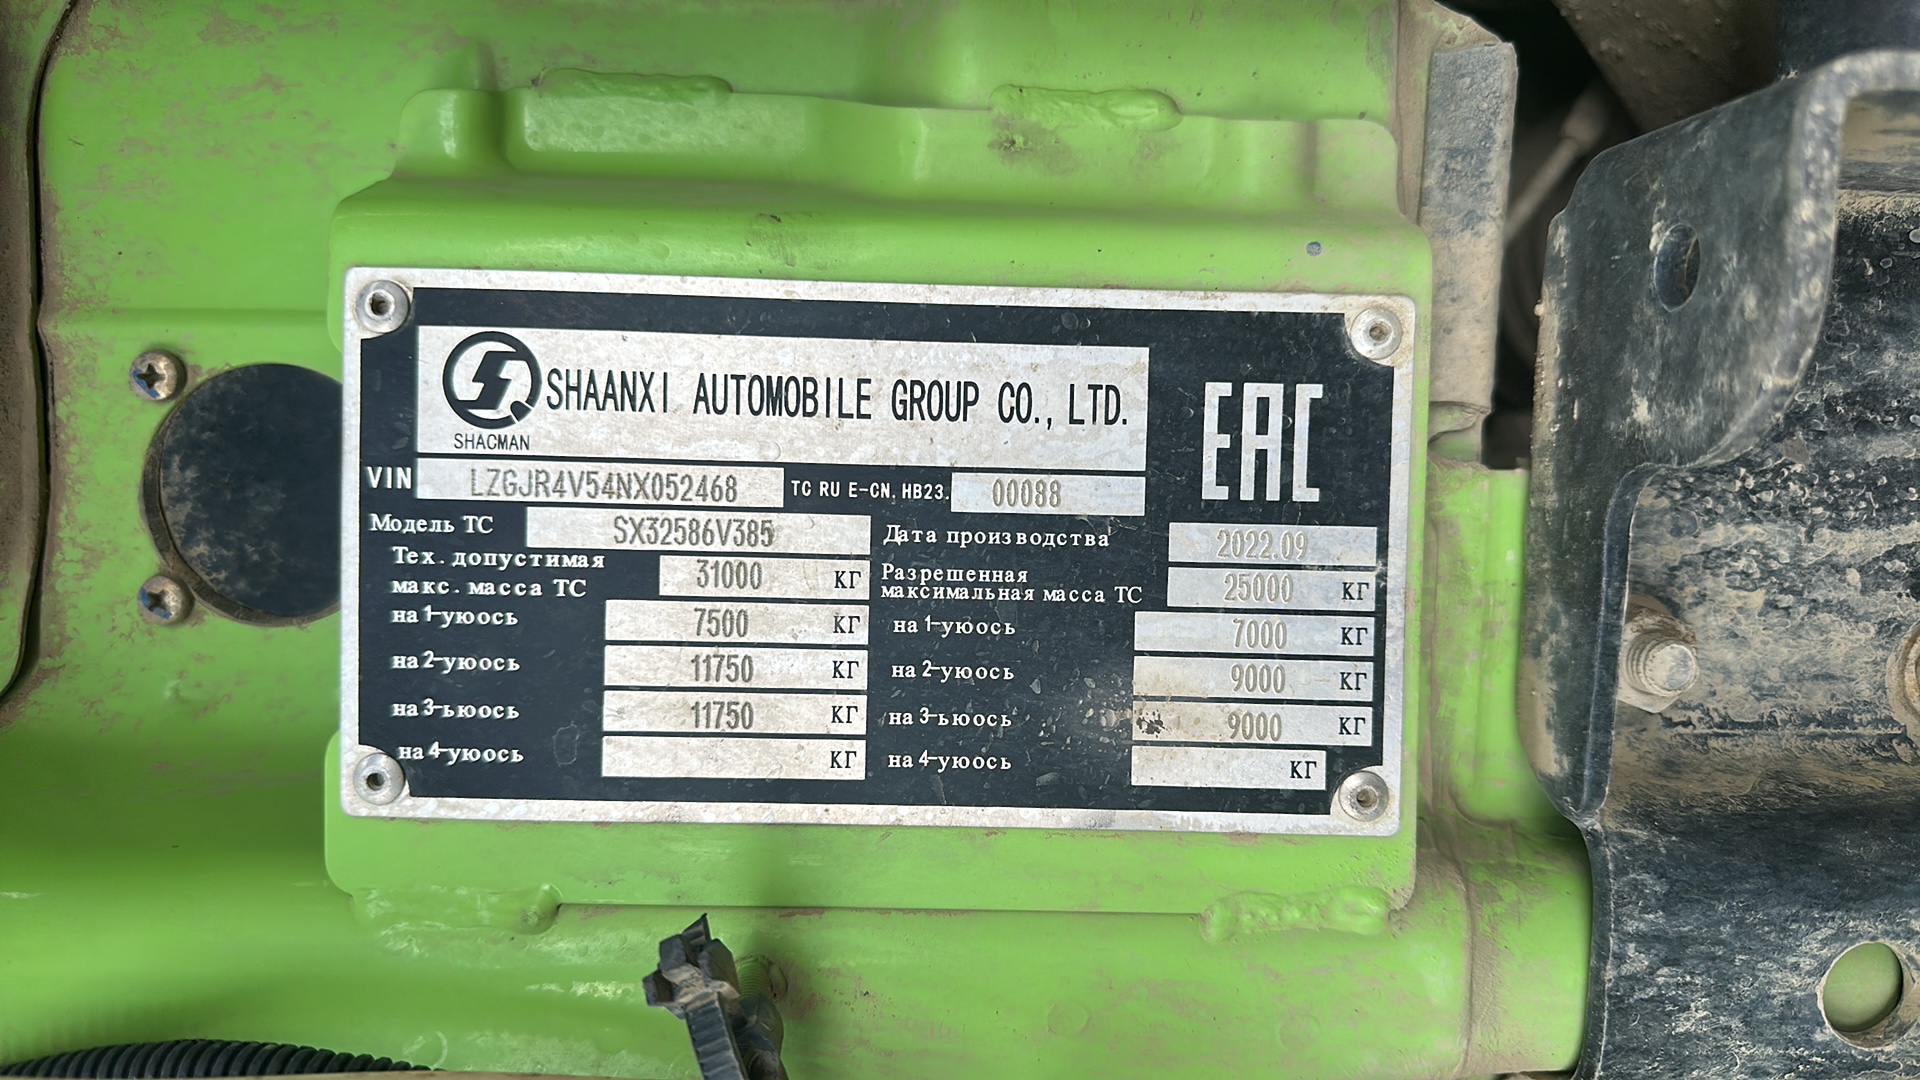 SHAANXI AUTOMOBILE GROUP CO., LTD.
SHACMAN
EAC
VIN LZGJR4V54NX052468 TC RU E-CN.HB23. 00088
Модель ТС SX32586V385 Дата производства 2022.09
Тех. допустимая макс. масса ТС 31000 КГ Разрешенная максимальная масса ТС 25000 КГ
на 1-уюось 7500 КГ на 1-уюось 7000 КГ
на 2-уюось 11750 КГ на 2-уюось 9000 КГ
на 3-ьюось 11750 КГ на 3-ьюось 9000 КГ
на 4-уюось КГ на 4-уюось КГ